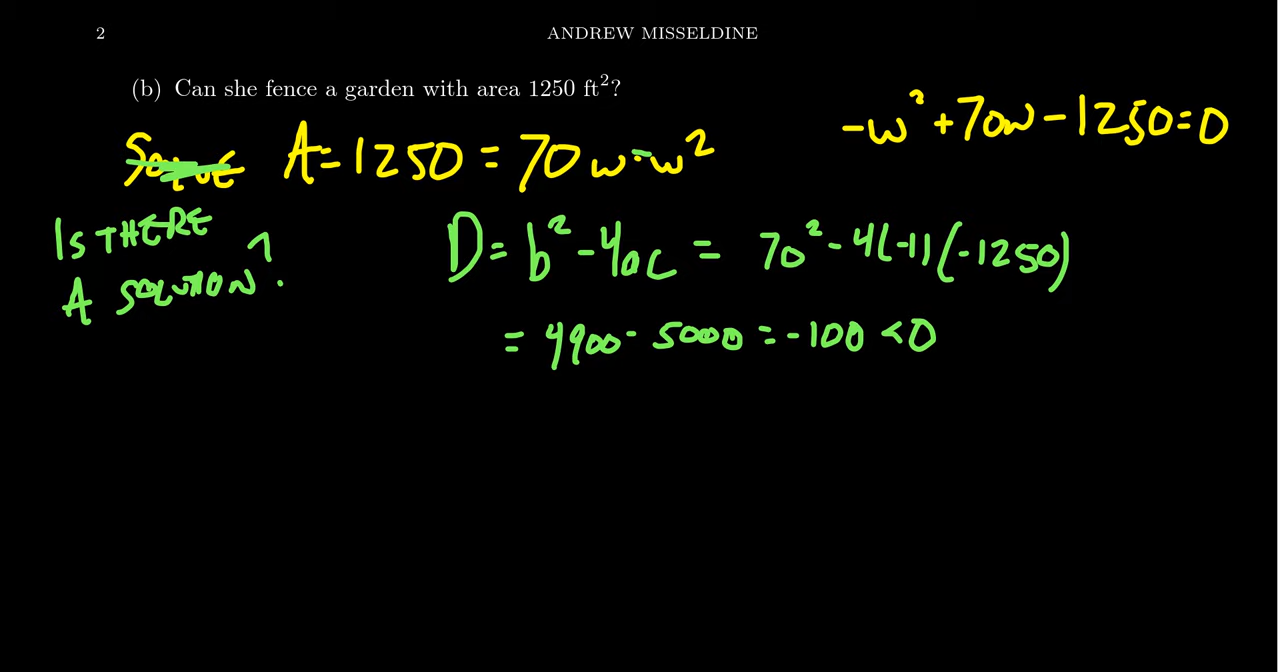 2 ANDREW MISSELDINE
(b) Can she fence a garden with area 1250 ft²?
-w² + 70w - 1250 = 0
SOLVE A = 1250 = 70w - w²
IS THERE
A SOLUTION?
D = b² - 4ac = 70² - 4(-1)(-1250)
= 4900 - 5000 = -100 < 0